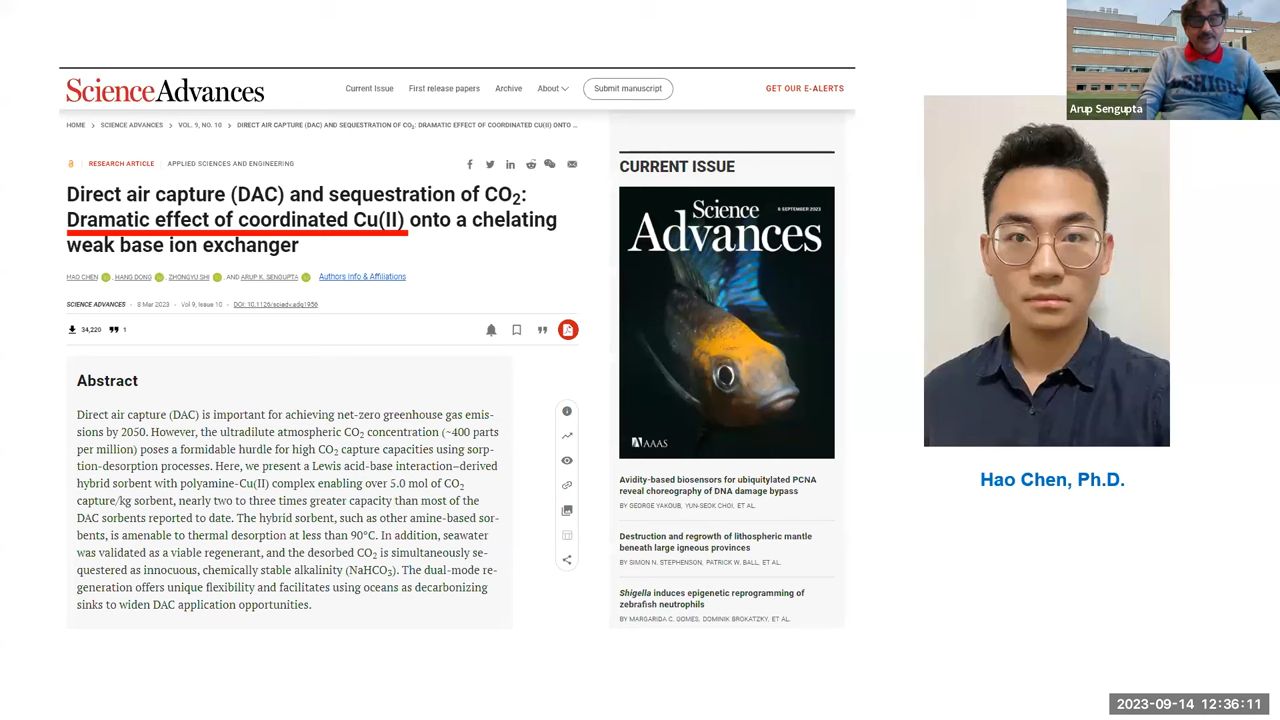 Arup Sengupta
ScienceAdvances
Current Issue First release papers Archive About Submit manuscript
GET OUR E-ALERTS
HOME > SCIENCE ADVANCES > VOL. 9, NO. 10 > DIRECT AIR CAPTURE (DAC) AND SEQUESTRATION OF CO2: DRAMATIC EFFECT OF COORDINATED CU(II) ONTO ...
RESEARCH ARTICLE | APPLIED SCIENCES AND ENGINEERING
Direct air capture (DAC) and sequestration of CO2:
Dramatic effect of coordinated Cu(II) onto a chelating
weak base ion exchanger
HAO CHEN, HANG DONG, ZHONGYU SHI, AND ARUP K. SENGUPTA Authors Info & Affiliations
SCIENCE ADVANCES · 8 Mar 2023 · Vol 9, Issue 10 · DOI: 10.1126/sciadv.adg1956
34,220 1
Abstract
Direct air capture (DAC) is important for achieving net-zero greenhouse gas emis-
sions by 2050. However, the ultradilute atmospheric CO2 concentration (~400 parts
per million) poses a formidable hurdle for high CO2 capture capacities using sorp-
tion-desorption processes. Here, we present a Lewis acid-base interaction–derived
hybrid sorbent with polyamine-Cu(II) complex enabling over 5.0 mol of CO2
capture/kg sorbent, nearly two to three times greater capacity than most of the
DAC sorbents reported to date. The hybrid sorbent, such as other amine-based sor-
bents, is amenable to thermal desorption at less than 90°C. In addition, seawater
was validated as a viable regenerant, and the desorbed CO2 is simultaneously se-
questered as innocuous, chemically stable alkalinity (NaHCO3). The dual-mode re-
generation offers unique flexibility and facilitates using oceans as decarbonizing
sinks to widen DAC application opportunities.
CURRENT ISSUE
Science
Advances
8 SEPTEMBER 2023
AAAS
Avidity-based biosensors for ubiquitylated PCNA
reveal choreography of DNA damage bypass
BY GEORGE YAKOUB, YUN-SEOK CHOI, ET AL.
Destruction and regrowth of lithospheric mantle
beneath large igneous provinces
BY SIMON N. STEPHENSON, PATRICK W. BALL, ET AL.
Shigella induces epigenetic reprogramming of
zebrafish neutrophils
BY MARGARIDA C. GOMES, DOMINIK BROKATZKY, ET AL.
Hao Chen, Ph.D.
LEHIGH
2023-09-14 12:36:11